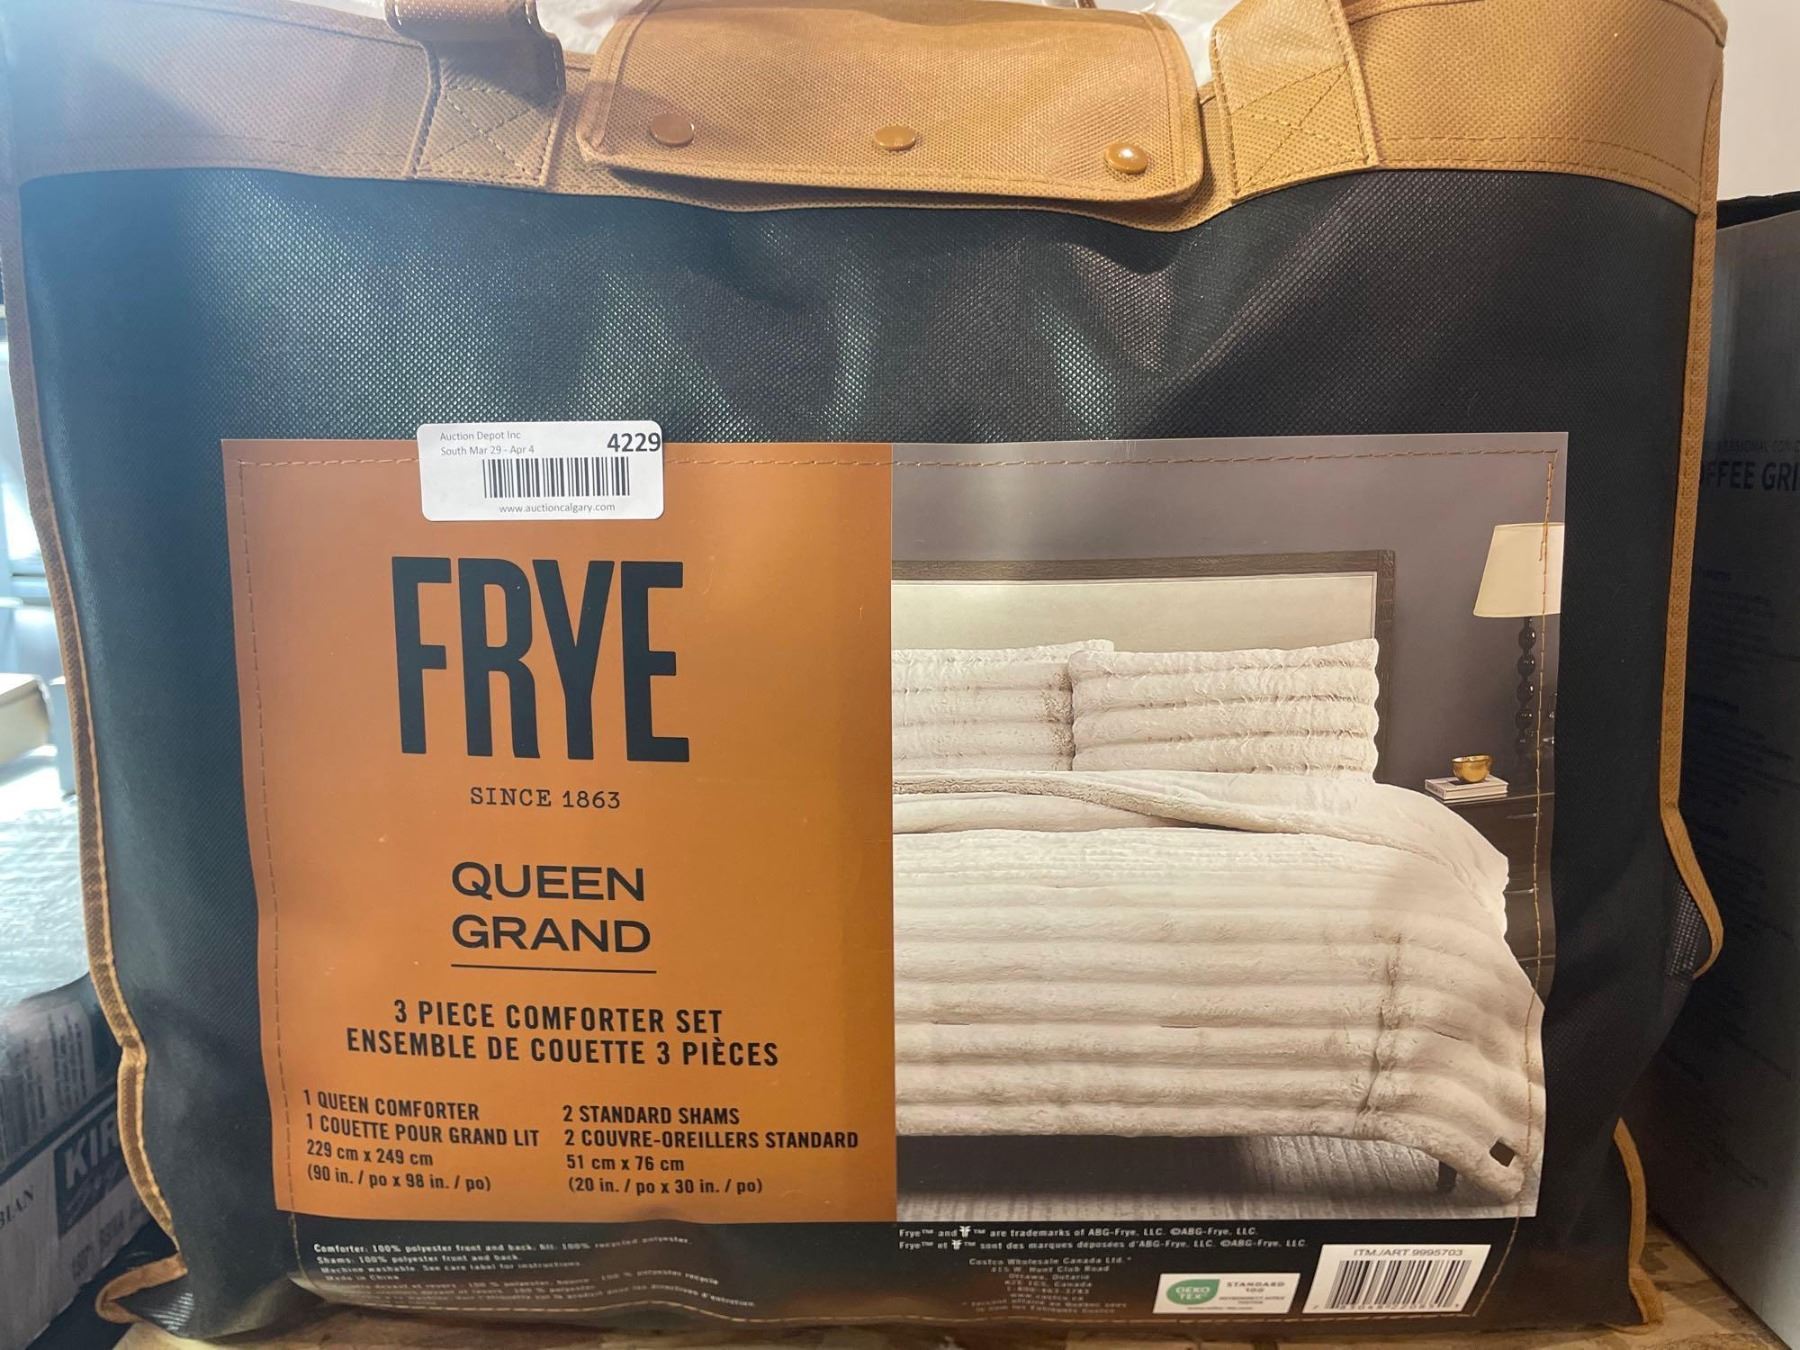 Auction Depot Inc
South Mar 29 - Apr 4
4229
www.auctioncalgary.com
FRYE
SINCE 1863
QUEEN
GRAND
3 PIECE COMFORTER SET
ENSEMBLE DE COUETTE 3 PIÈCES
1 QUEEN COMFORTER
1 COUETTE POUR GRAND LIT
229 cm x 249 cm
(90 in. / po x 98 in. / po)
2 STANDARD SHAMS
2 COUVRE-OREILLERS STANDARD
51 cm x 76 cm
(20 in. / po x 30 in. / po)
Comforter: 100% polyester front and back. fill: 100% recycled polyester.
Shams: 100% polyester front and back.
Machine washable. See care label for instructions.
Made in China
Frye™ and ™ are trademarks of ABG-Frye, LLC. ©ABG-Frye, LLC.
Frye™ et ™ sont des marques déposées d'ABG-Frye, LLC. ©ABG-Frye, LLC.
Costco Wholesale Canada Ltd.*
415 W. Hunt Club Road
Ottawa, Ontario
K2E 1C5, Canada
OEKO
TEX
STANDARD
100
ITM./ART 9995703
FFEE GRI
KIR